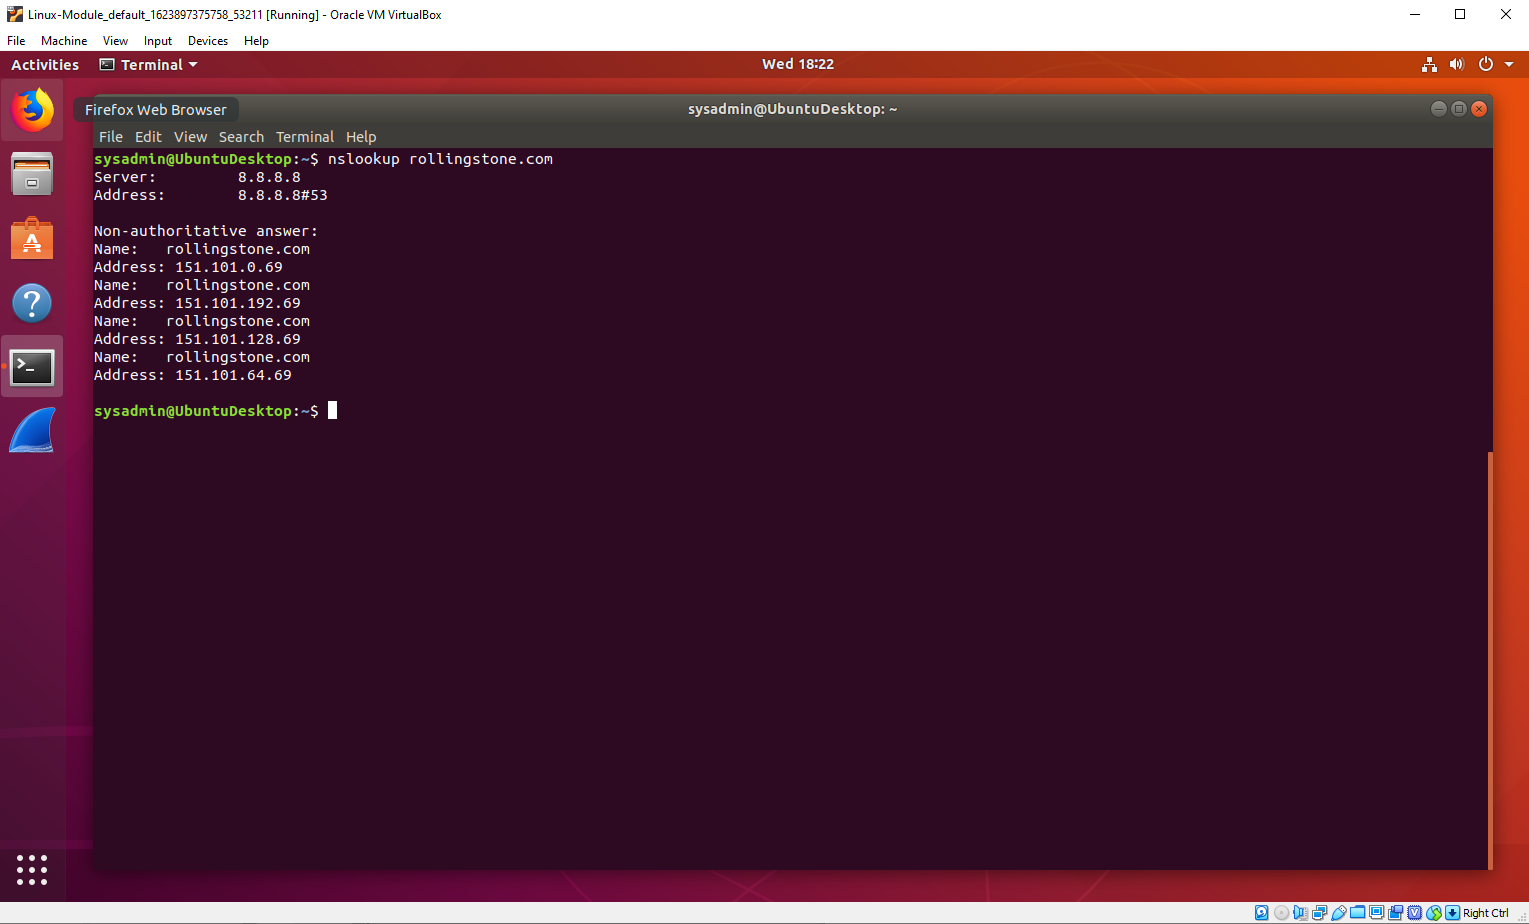 Linux-Module_default_1623897375758_53211 [Running] - Oracle VM VirtualBox
File Machine View Input Devices Help
Activities Terminal Wed 18:22
Firefox Web Browser
sysadmin@UbuntuDesktop: ~
File Edit View Search Terminal Help
sysadmin@UbuntuDesktop:~$ nslookup rollingstone.com
Server: 8.8.8.8
Address: 8.8.8.8#53
Non-authoritative answer:
Name: rollingstone.com
Address: 151.101.0.69
Name: rollingstone.com
Address: 151.101.192.69
Name: rollingstone.com
Address: 151.101.128.69
Name: rollingstone.com
Address: 151.101.64.69
sysadmin@UbuntuDesktop:~$
Right Ctrl